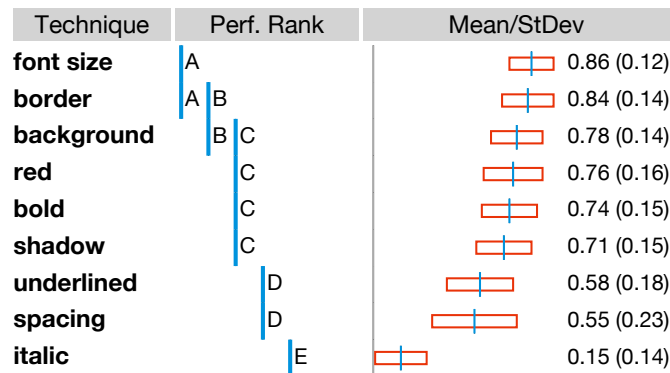 Technique Perf. Rank Mean/StDev
font size A 0.86 (0.12)
border A B 0.84 (0.14)
background B C 0.78 (0.14)
red C 0.76 (0.16)
bold C 0.74 (0.15)
shadow C 0.71 (0.15)
underlined D 0.58 (0.18)
spacing D 0.55 (0.23)
italic E 0.15 (0.14)